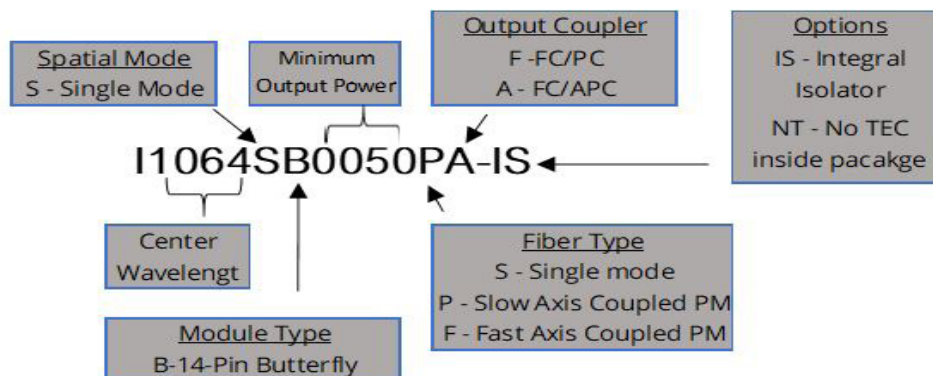 Spatial Mode
S - Single Mode
Minimum
Output Power
Output Coupler
F -FC/PC
A - FC/APC
Options
IS - Integral
Isolator
NT - No TEC
inside pacakge
I1064SB0050PA-IS
Center
Wavelengt
Module Type
B-14-Pin Butterfly
Fiber Type
S - Single mode
P - Slow Axis Coupled PM
F - Fast Axis Coupled PM